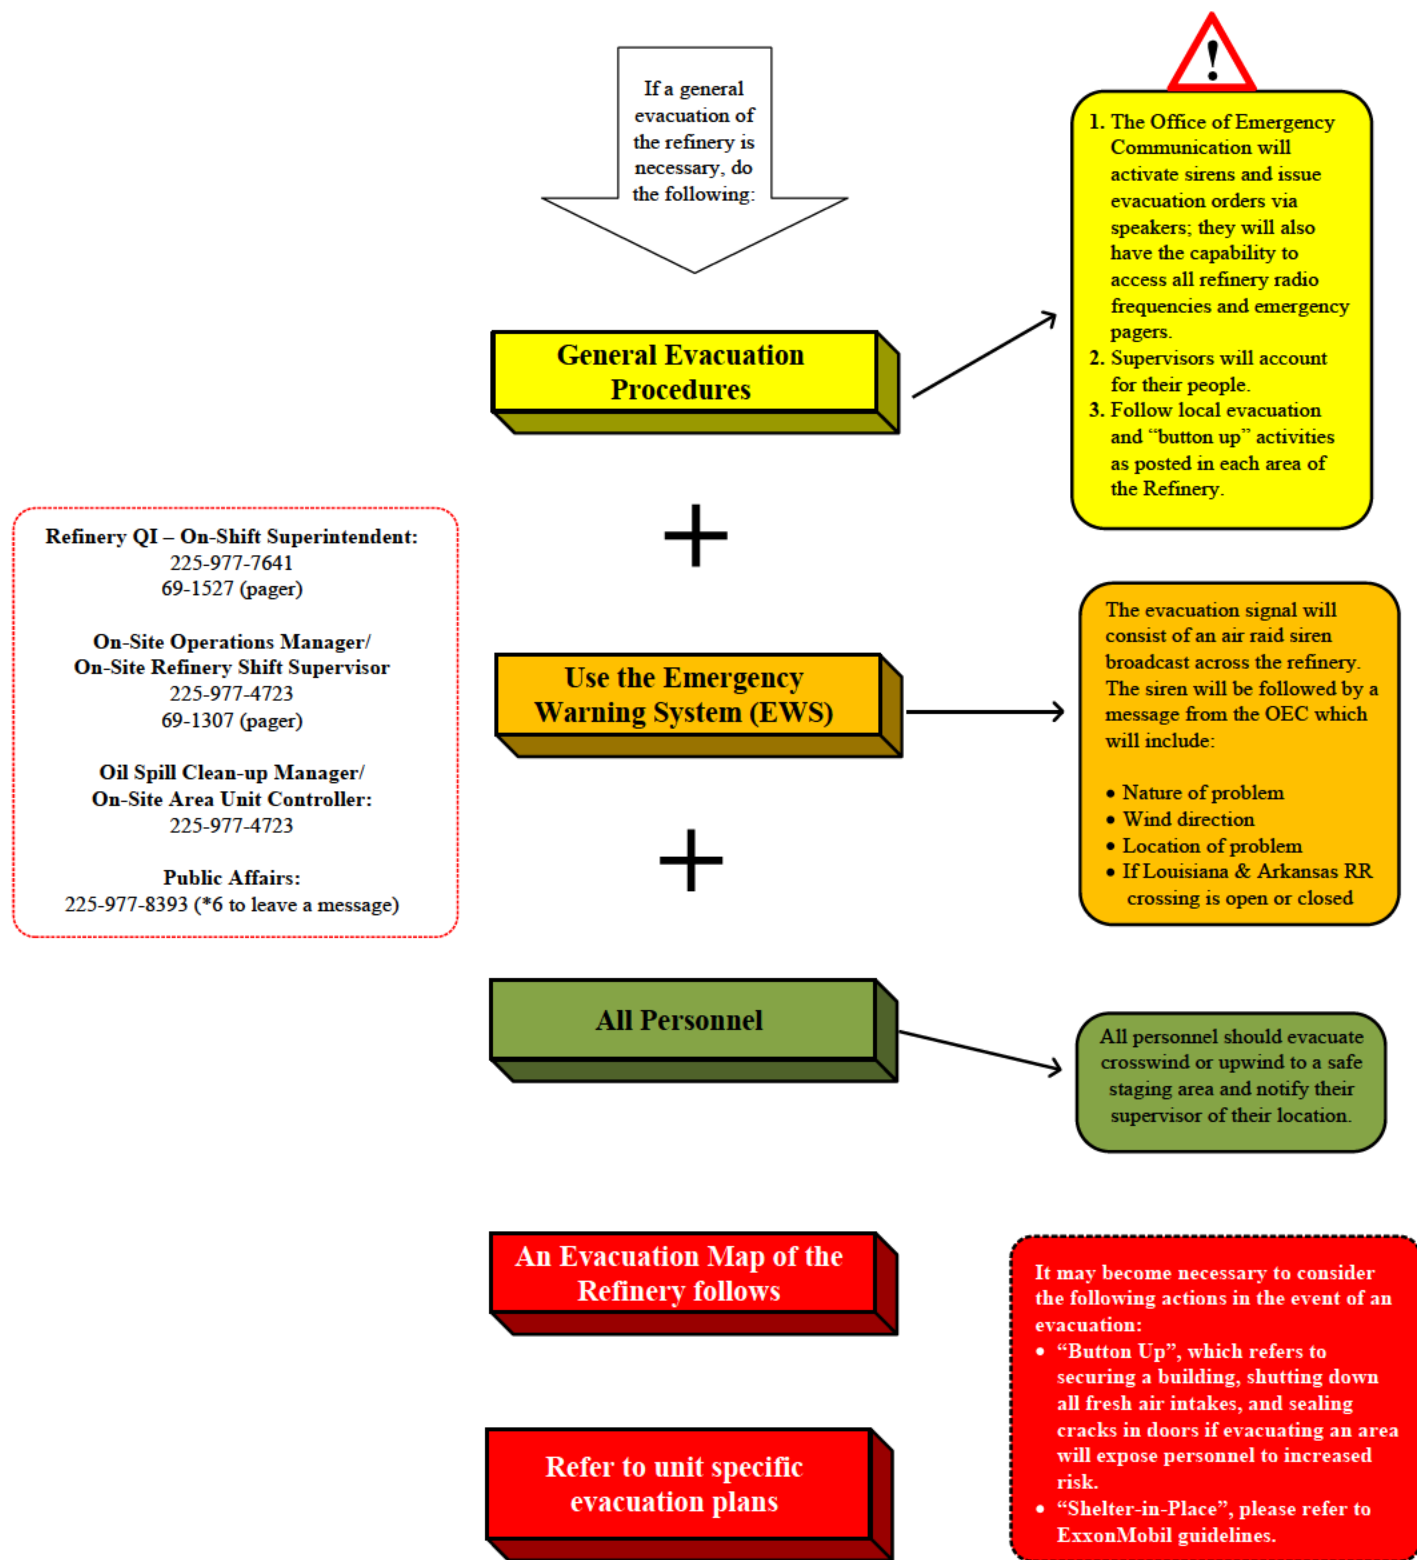 If a general
evacuation of
the refinery is
necessary, do
the following:
!
1. The Office of Emergency
Communication will
activate sirens and issue
evacuation orders via
speakers; they will also
have the capability to
access all refinery radio
frequencies and emergency
pagers.
2. Supervisors will account
for their people.
3. Follow local evacuation
and “button up” activities
as posted in each area of
the Refinery.
General Evacuation
Procedures
+
Refinery QI – On-Shift Superintendent:
225-977-7641
69-1527 (pager)
On-Site Operations Manager/
On-Site Refinery Shift Supervisor
225-977-4723
69-1307 (pager)
Oil Spill Clean-up Manager/
On-Site Area Unit Controller:
225-977-4723
Public Affairs:
225-977-8393 (*6 to leave a message)
Use the Emergency
Warning System (EWS)
The evacuation signal will
consist of an air raid siren
broadcast across the refinery.
The siren will be followed by a
message from the OEC which
will include:
• Nature of problem
• Wind direction
• Location of problem
• If Louisiana & Arkansas RR
crossing is open or closed
+
All Personnel
All personnel should evacuate
crosswind or upwind to a safe
staging area and notify their
supervisor of their location.
An Evacuation Map of the
Refinery follows
It may become necessary to consider
the following actions in the event of an
evacuation:
• “Button Up”, which refers to
securing a building, shutting down
all fresh air intakes, and sealing
cracks in doors if evacuating an area
will expose personnel to increased
risk.
• “Shelter-in-Place”, please refer to
ExxonMobil guidelines.
Refer to unit specific
evacuation plans